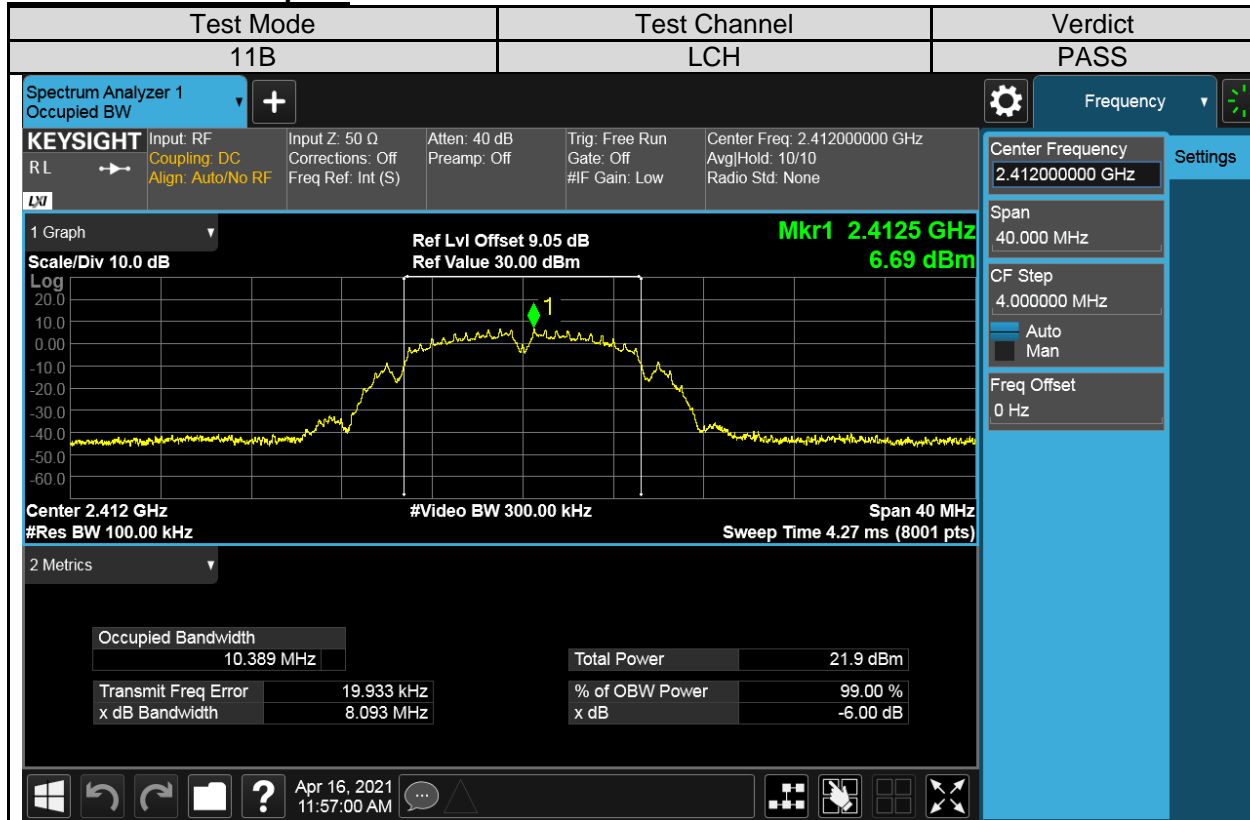 Test Mode Test Channel Verdict
11B LCH PASS
Spectrum Analyzer 1
Occupied BW
+
Frequency
KEYSIGHT Input: RF Input Z: 50 Ω Atten: 40 dB Trig: Free Run Center Freq: 2.412000000 GHz
RL Coupling: DC Corrections: Off Preamp: Off Gate: Off Avg|Hold: 10/10
Align: Auto/No RF Freq Ref: Int (S) #IF Gain: Low Radio Std: None
LXI
Center Frequency
2.412000000 GHz
Settings
Span
40.000 MHz
CF Step
4.000000 MHz
Auto
Man
Freq Offset
0 Hz
1 Graph Ref Lvl Offset 9.05 dB Mkr1 2.4125 GHz
Scale/Div 10.0 dB Ref Value 30.00 dBm 6.69 dBm
Log
20.0
10.0
0.00
-10.0
-20.0
-30.0
-40.0
-50.0
-60.0
1
Center 2.412 GHz #Video BW 300.00 kHz Span 40 MHz
#Res BW 100.00 kHz Sweep Time 4.27 ms (8001 pts)
2 Metrics
Occupied Bandwidth
10.389 MHz Total Power 21.9 dBm
Transmit Freq Error 19.933 kHz % of OBW Power 99.00 %
x dB Bandwidth 8.093 MHz x dB -6.00 dB
? Apr 16, 2021
11:57:00 AM